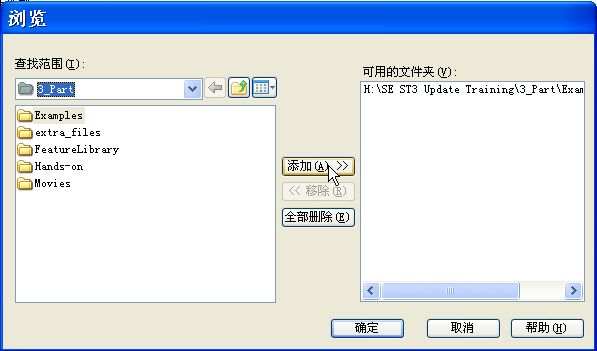 浏览
查找范围(I):
3_Part
Examples
extra_files
FeatureLibrary
Hands-on
Movies
添加(A) >>
<< 移除(R)
全部删除(E)
可用的文件夹(V):
H:\SE ST3 Update Training\3_Part\Exam
确定
取消
帮助(H)